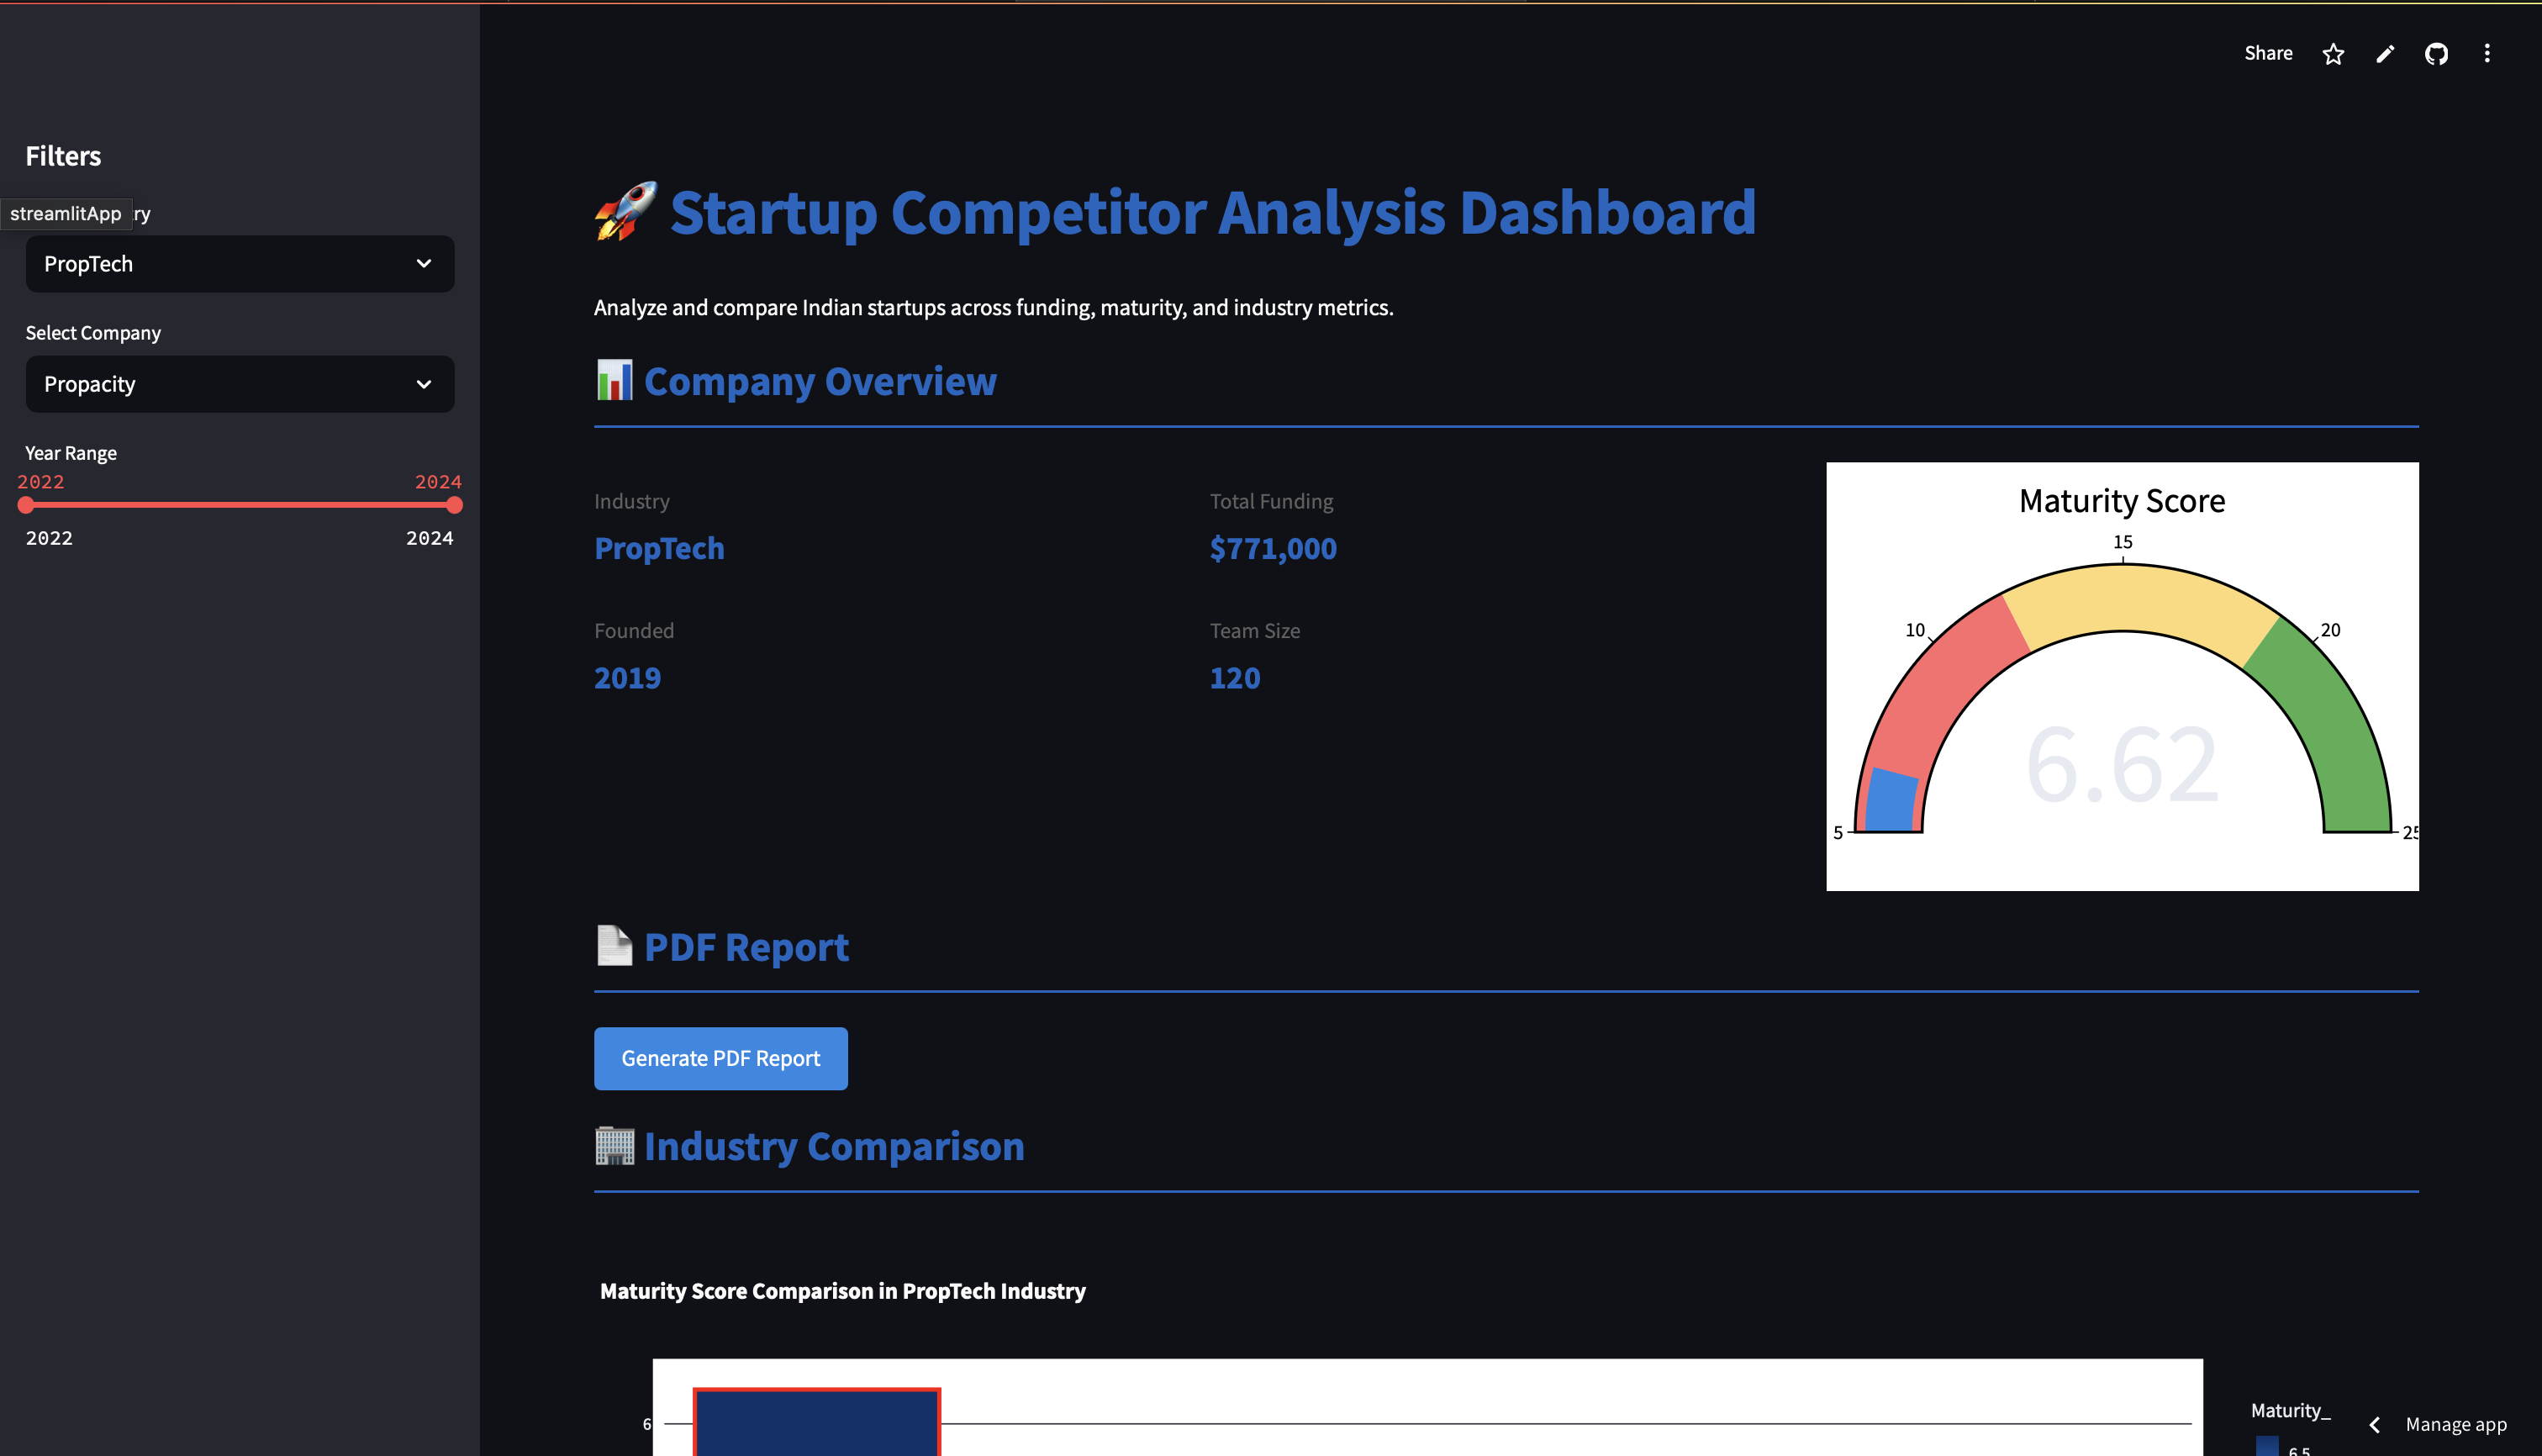 Share
Filters
streamlitApp
ry
PropTech
Select Company
Propacity
Year Range
2022 2024
2022 2024
🚀 Startup Competitor Analysis Dashboard
Analyze and compare Indian startups across funding, maturity, and industry metrics.
📊 Company Overview
Industry
PropTech
Total Funding
$771,000
Founded
2019
Team Size
120
Maturity Score
5
10
15
20
25
6.62
📄 PDF Report
Generate PDF Report
🏢 Industry Comparison
Maturity Score Comparison in PropTech Industry
6
Maturity_
6.5
Manage app